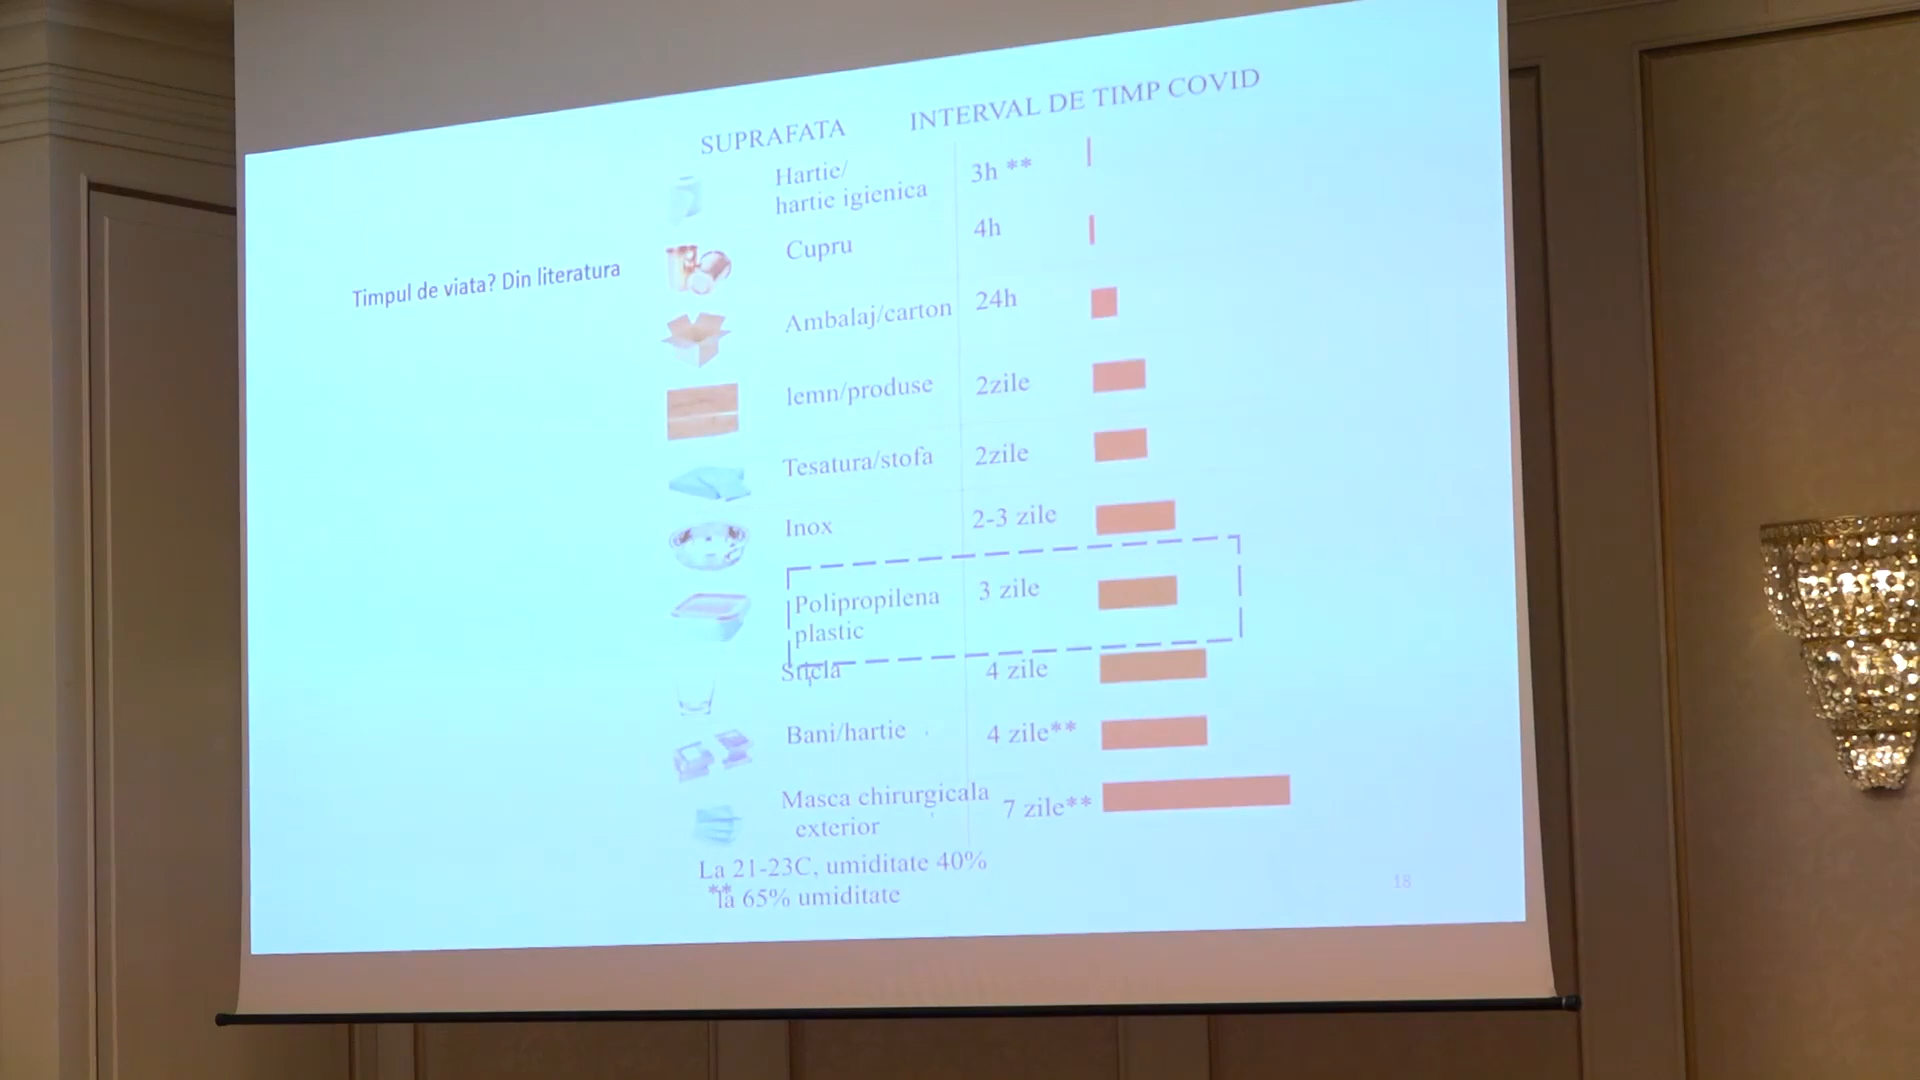 SUPRAFATA INTERVAL DE TIMP COVID
Hartie/
hartie igienica 3h **
Cupru 4h
Timpul de viata? Din literatura
Ambalaj/carton 24h
lemn/produse 2zile
Tesatura/stofa 2zile
Inox 2-3 zile
Polipropilena 3 zile
plastic
Sticla 4 zile
Bani/hartie 4 zile**
Masca chirurgicala 7 zile**
exterior
La 21-23C, umiditate 40%
** la 65% umiditate
18